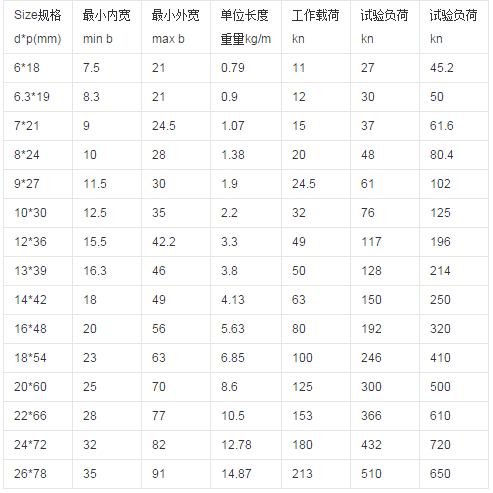 Size规格 最小内宽 最小外宽 单位长度 工作载荷 试验负荷 试验负荷
d*p(mm) min b max b 重量kg/m kn kn kn
6*18 7.5 21 0.79 11 27 45.2
6.3*19 8.3 21 0.9 12 30 50
7*21 9 24.5 1.07 15 37 61.6
8*24 10 28 1.38 20 48 80.4
9*27 11.5 30 1.9 24.5 61 102
10*30 12.5 35 2.2 32 76 125
12*36 15.5 42.2 3.3 49 117 196
13*39 16.3 46 3.8 50 128 214
14*42 18 49 4.13 63 150 250
16*48 20 56 5.63 80 192 320
18*54 23 63 6.85 100 246 410
20*60 25 70 8.6 125 300 500
22*66 28 77 10.5 153 366 610
24*72 32 82 12.78 180 432 720
26*78 35 91 14.87 213 510 650